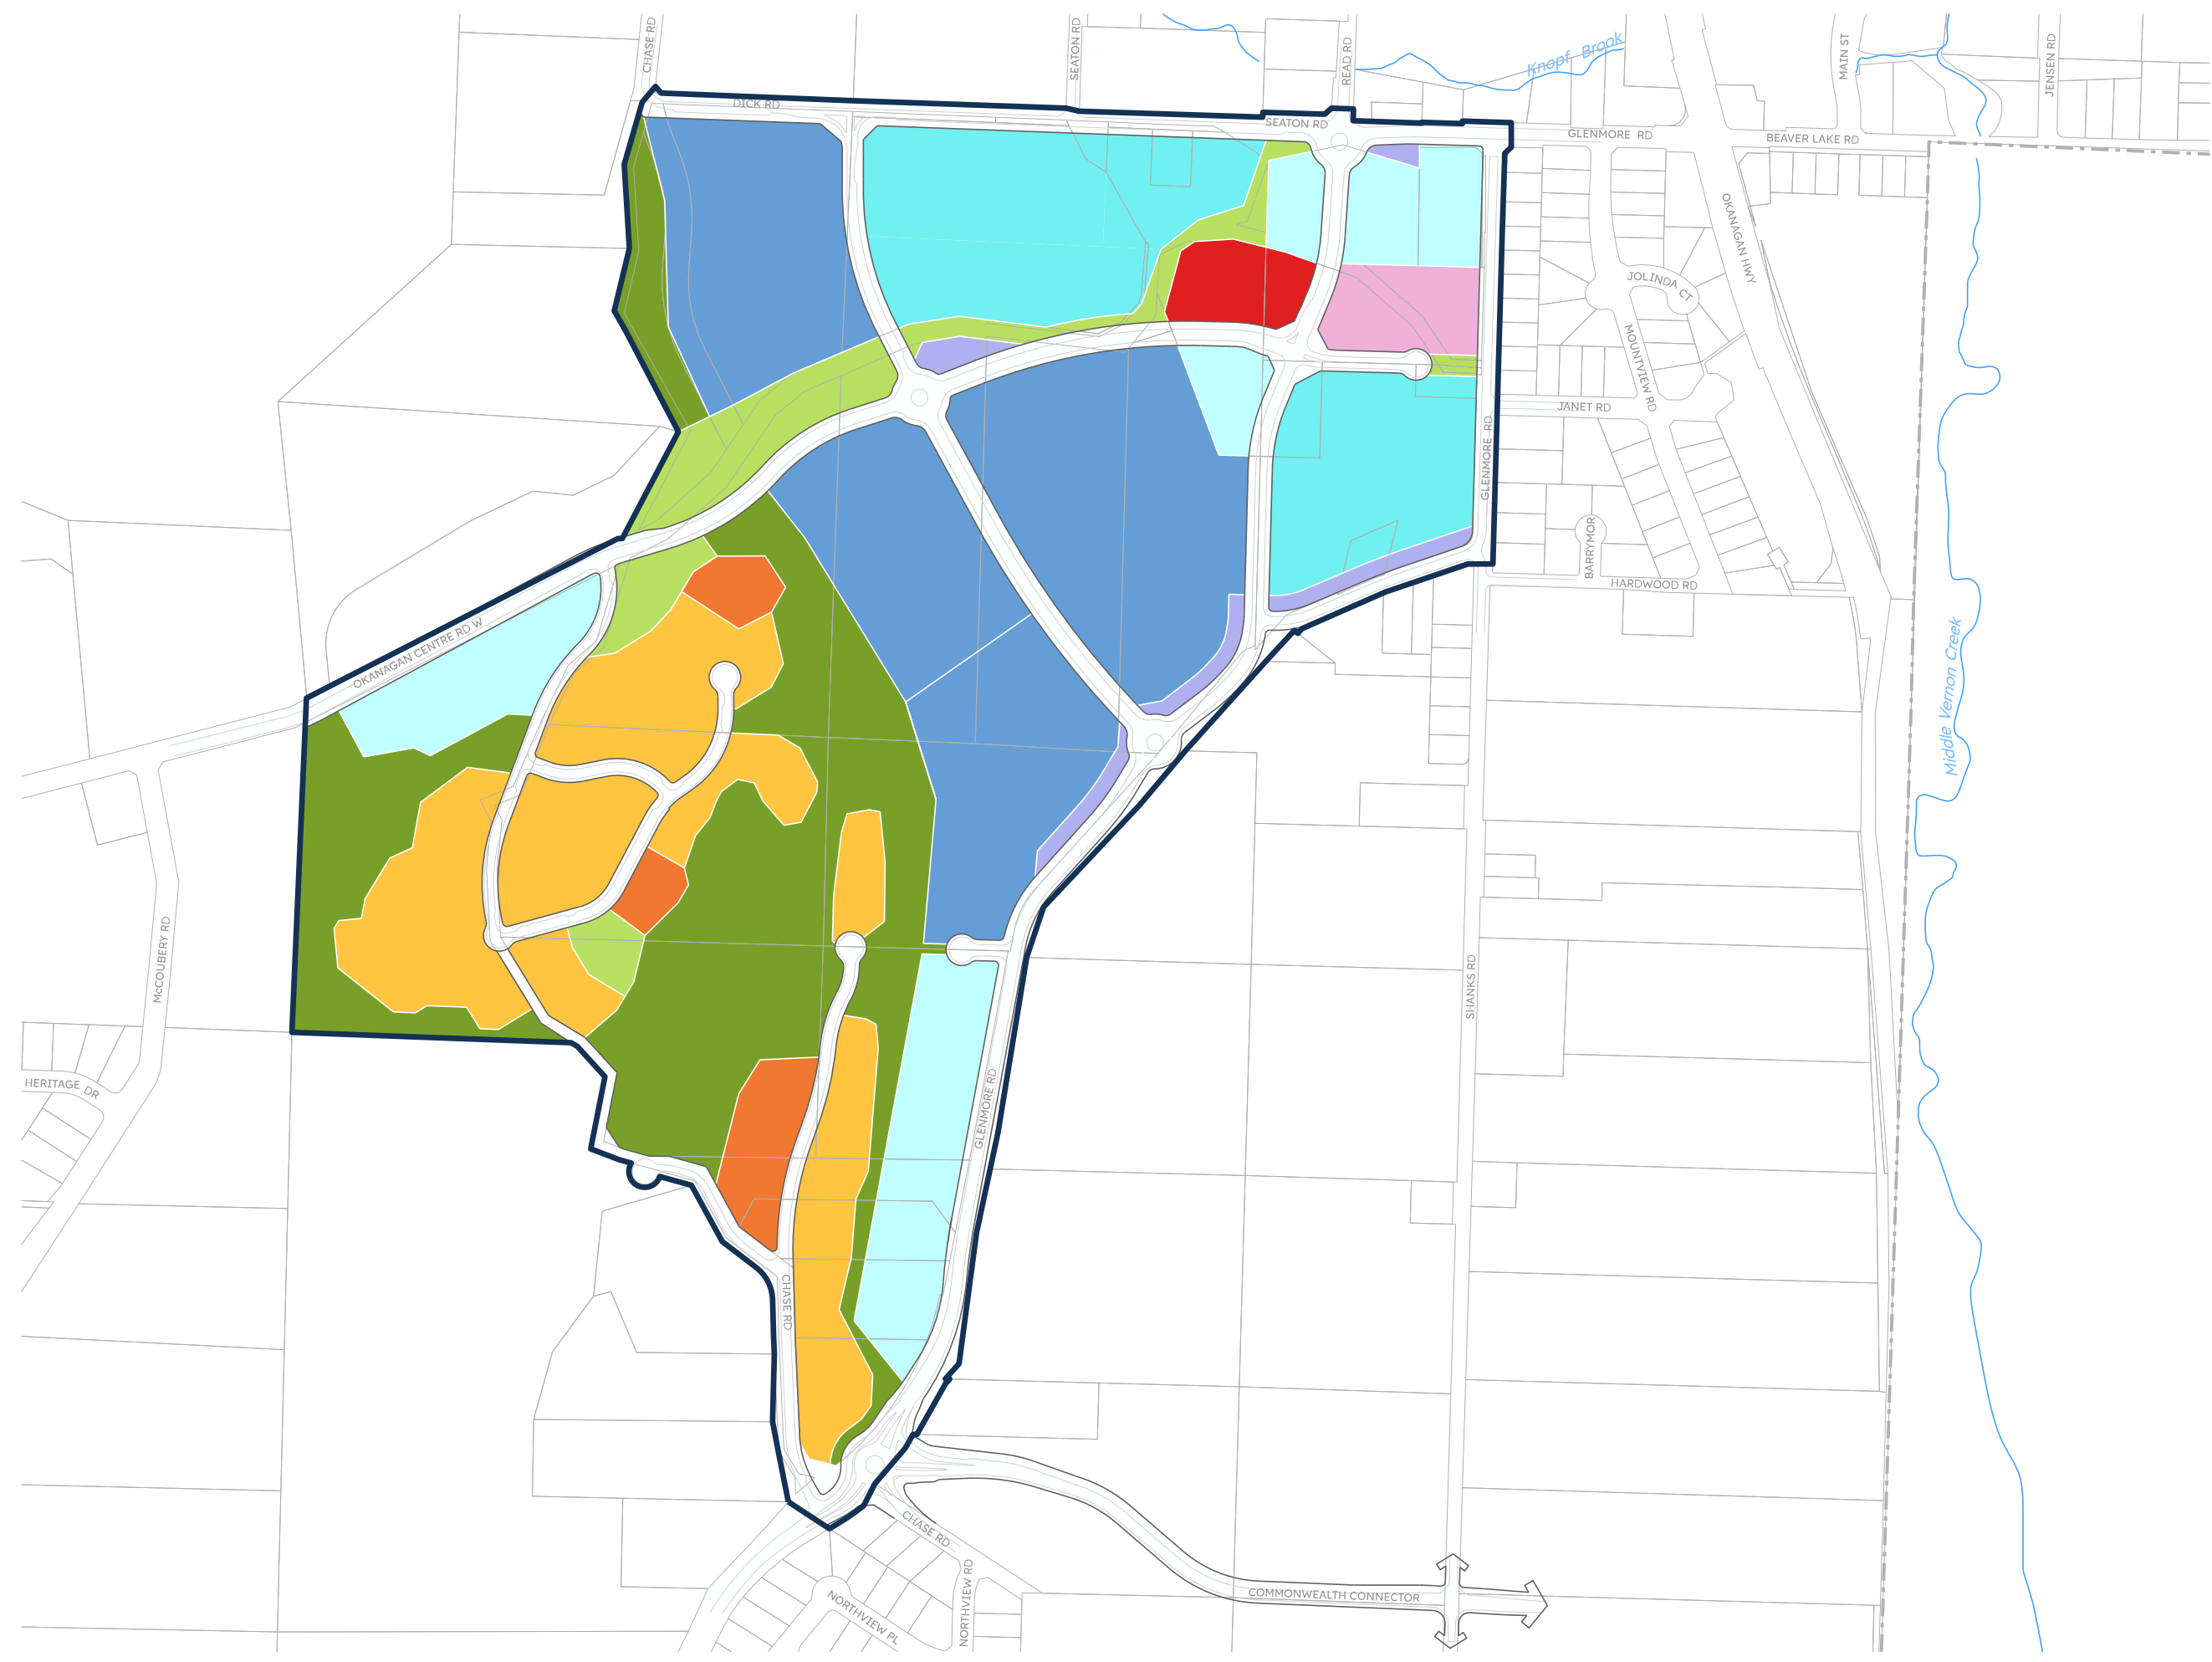 CHASE RD
SEATON RD
READ RD
Knopf Brook
MAIN ST
JENSEN RD
DICK RD
SEATON RD
GLENMORE RD
BEAVER LAKE RD
OKANAGAN HWY
JOLINDA CT
MOUNTVIEW RD
JANET RD
GLENMORE RD
BARRYMOR
HARDWOOD RD
OKANAGAN CENTRE RD W
Middle Vernon Creek
McCOUBERY RD
SHANKS RD
HERITAGE DR
GLENMORE RD
CHASE RD
CHASE RD
NORTHVIEW RD
NORTHVIEW PL
COMMONWEALTH CONNECTOR